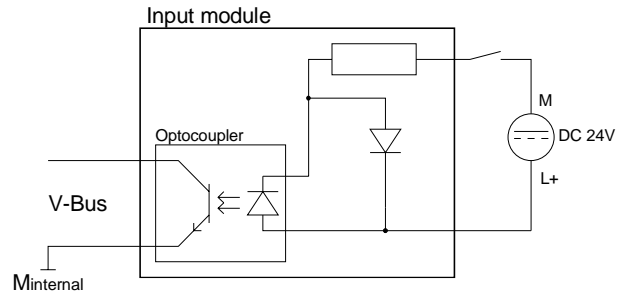 Input module
M
Optocoupler
DC 24V
L+
V-Bus
Minternal